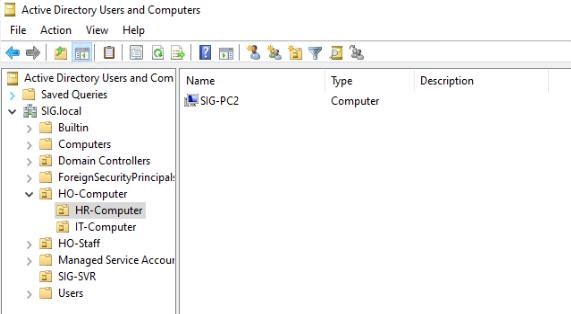 Active Directory Users and Computers
File Action View Help
Active Directory Users and Com
Saved Queries
SIG.local
Builtin
Computers
Domain Controllers
ForeignSecurityPrincipals
HO-Computer
HR-Computer
IT-Computer
HO-Staff
Managed Service Accour
SIG-SVR
Users
Name Type Description
SIG-PC2 Computer